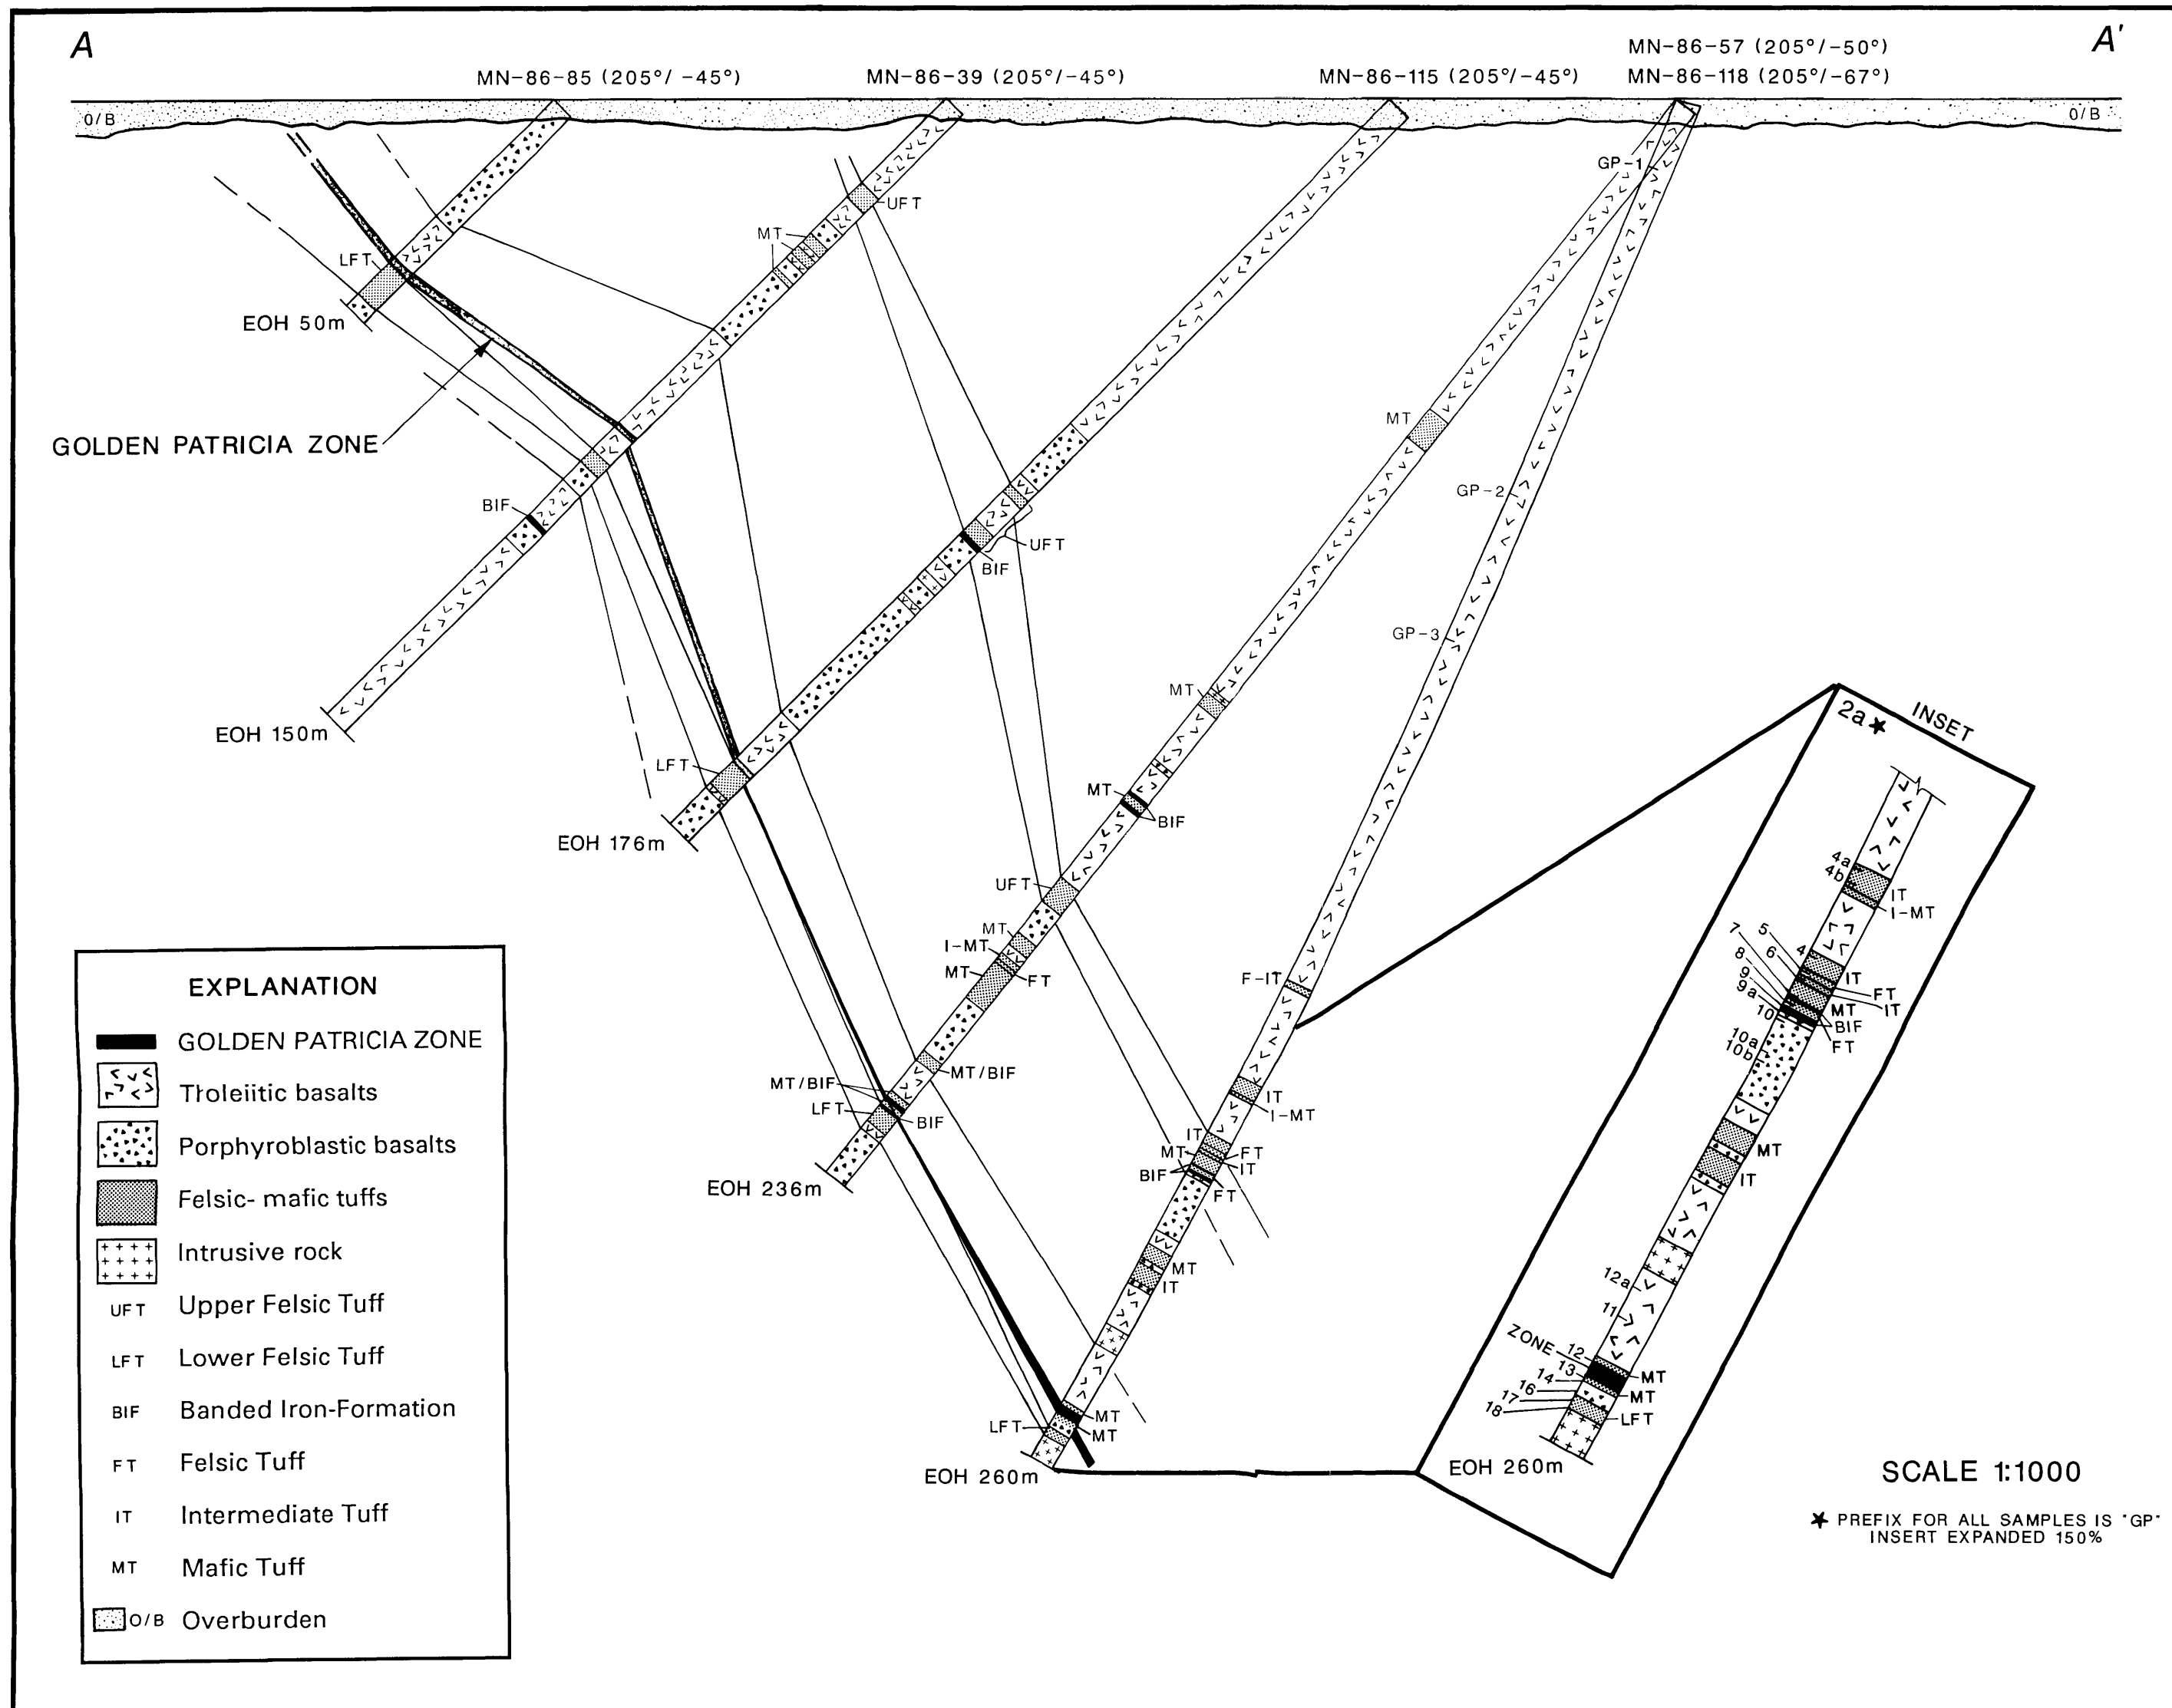 A
A'
MN-86-57 (205°/-50°)
MN-86-85 (205°/ -45°)
MN-86-39 (205°/-45°)
MN-86-115 (205°/-45°)
MN-86-118 (205°/-67°)
O/B
O/B
GP-1
UFT
MT
LFT
EOH 50m
MT
GOLDEN PATRICIA ZONE
GP-2
BIF
UFT
BIF
GP-3
MT
EOH 150m
LFT
MT
BIF
EOH 176m
UFT
MT
I-MT
MT
FT
F-IT
MT/BIF
MT/BIF
LFT
BIF
IT
I-MT
IT
MT
BIF
FT
IT
FT
EOH 236m
MT
IT
MT
LFT
MT
EOH 260m
2a★
INSET
4a
4b
IT
I-MT
7
5
8
6
4
9
9a
10
IT
FT
MT
IT
BIF
FT
10a
10b
MT
IT
12a
11
ZONE
12
13
14
16
17
18
MT
MT
LFT
EOH 260m
SCALE 1:1000
★ PREFIX FOR ALL SAMPLES IS "GP"
INSERT EXPANDED 150%
EXPLANATION
GOLDEN PATRICIA ZONE
Troleiitic basalts
Porphyroblastic basalts
Felsic- mafic tuffs
Intrusive rock
UFT Upper Felsic Tuff
LFT Lower Felsic Tuff
BIF Banded Iron-Formation
FT Felsic Tuff
IT Intermediate Tuff
MT Mafic Tuff
O/B Overburden